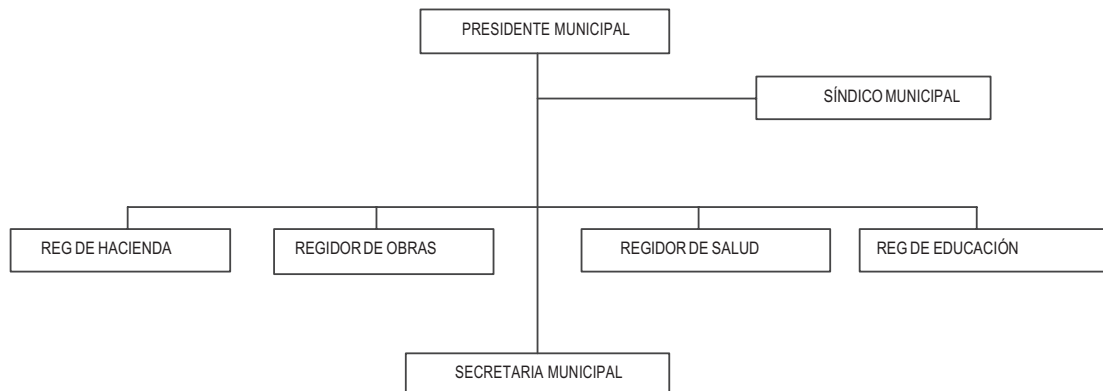 PRESIDENTE MUNICIPAL
SÍNDICO MUNICIPAL
REG DE HACIENDA
REGIDOR DE OBRAS
REGIDOR DE SALUD
REG DE EDUCACIÓN
SECRETARIA MUNICIPAL